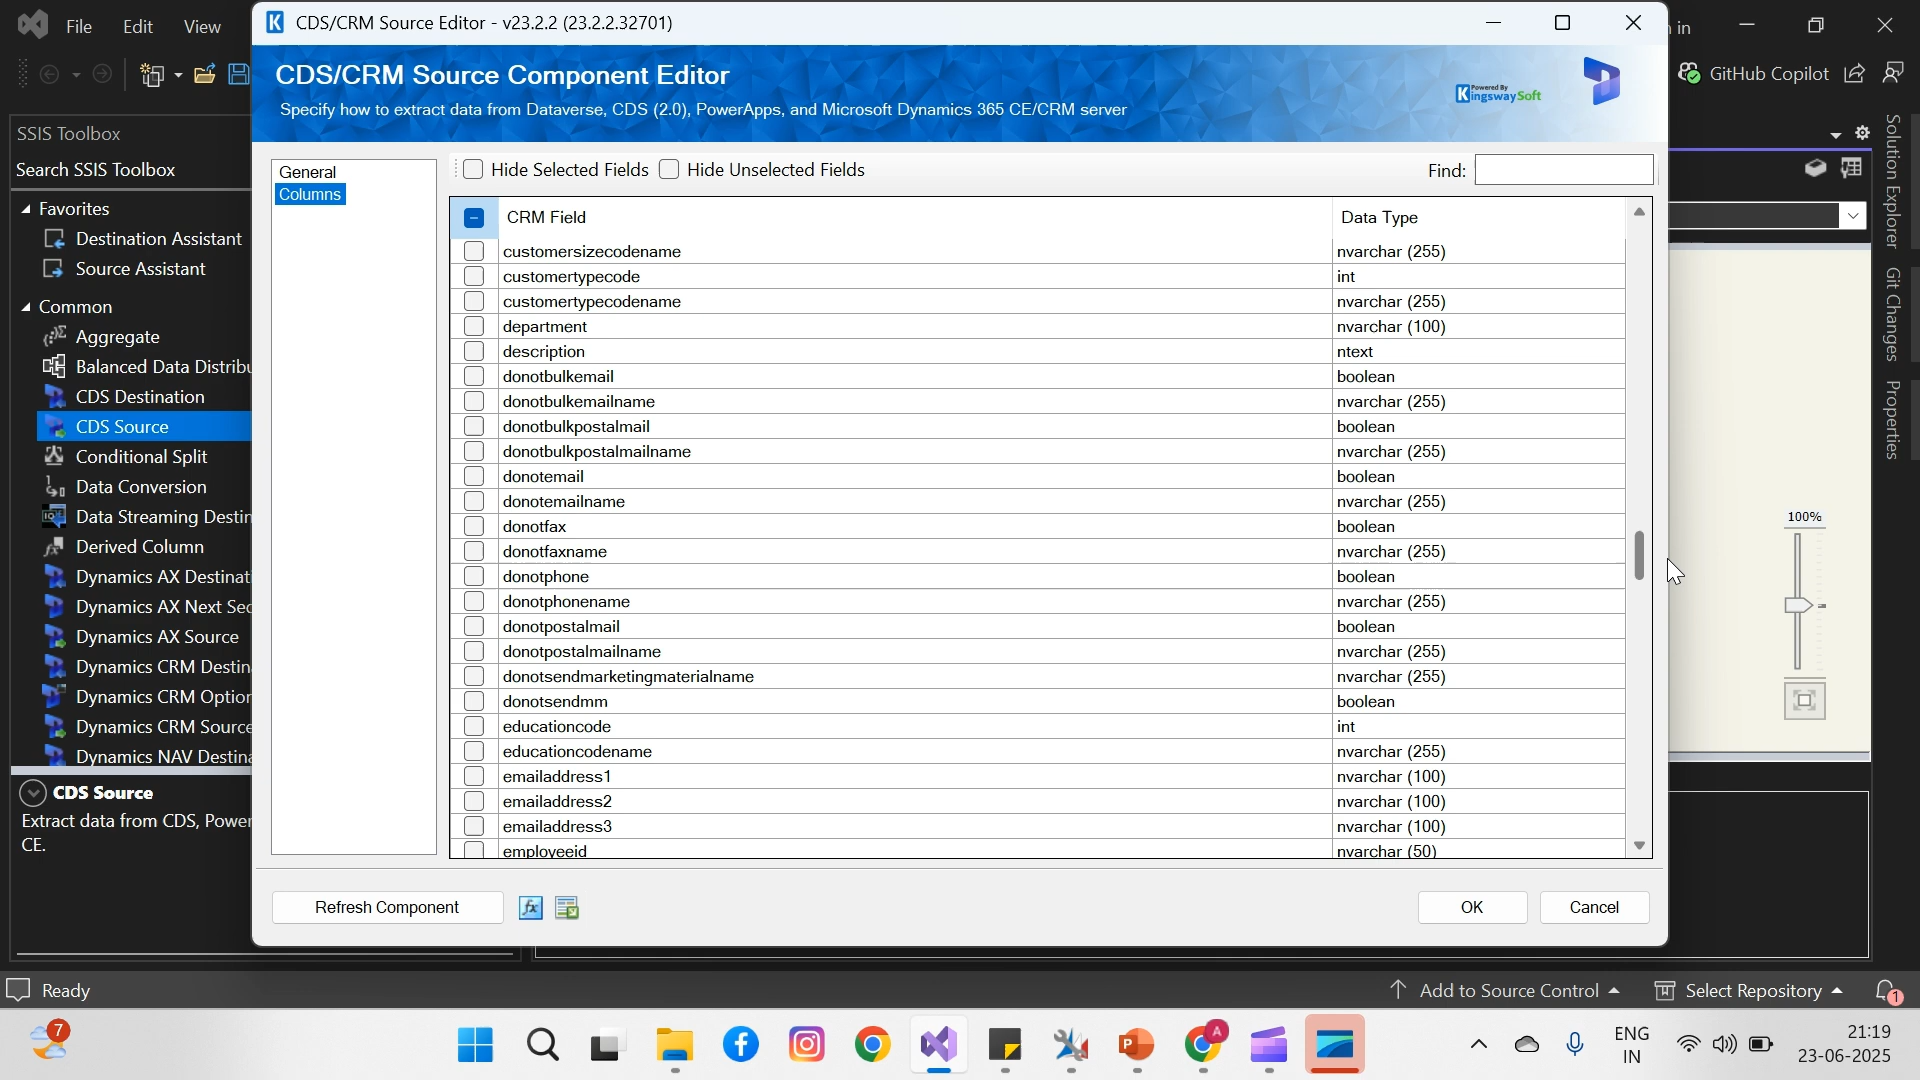 File
Edit
View
CDS/CRM Source Editor - v23.2.2 (23.2.2.32701)
in
CDS/CRM Source Component Editor
Specify how to extract data from Dataverse, CDS (2.0), PowerApps, and Microsoft Dynamics 365 CE/CRM server
Powered By
KingswaySoft
GitHub Copilot
SSIS Toolbox
Search SSIS Toolbox
Favorites
Destination Assistant
Source Assistant
Common
Aggregate
Balanced Data Distribu
CDS Destination
CDS Source
Conditional Split
Data Conversion
Data Streaming Destin
Derived Column
Dynamics AX Destinat
Dynamics AX Next Sec
Dynamics AX Source
Dynamics CRM Destin
Dynamics CRM Option
Dynamics CRM Source
Dynamics NAV Destina
CDS Source
Extract data from CDS, Power
CE.
General
Columns
Hide Selected Fields
Hide Unselected Fields
Find:
CRM Field Data Type
customersizecodename nvarchar (255)
customertypecode int
customertypecodename nvarchar (255)
department nvarchar (100)
description ntext
donotbulkemail boolean
donotbulkemailname nvarchar (255)
donotbulkpostalmail boolean
donotbulkpostalmailname nvarchar (255)
donotemail boolean
donotemailname nvarchar (255)
donotfax boolean
donotfaxname nvarchar (255)
donotphone boolean
donotphonename nvarchar (255)
donotpostalmail boolean
donotpostalmailname nvarchar (255)
donotsendmarketingmaterialname nvarchar (255)
donotsendmm boolean
educationcode int
educationcodename nvarchar (255)
emailaddress1 nvarchar (100)
emailaddress2 nvarchar (100)
emailaddress3 nvarchar (100)
employeeid nvarchar (50)
Refresh Component
OK
Cancel
Solution Explorer
Git Changes
Properties
100%
Ready
Add to Source Control
Select Repository
1
7
A
P
ENG
IN
21:19
23-06-2025